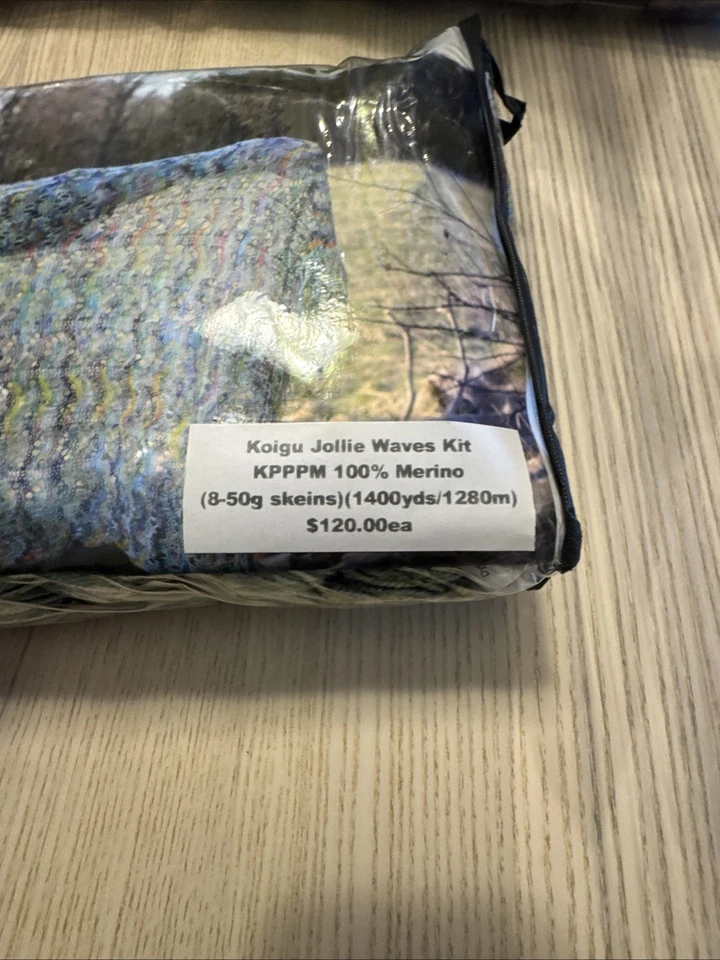 Koigu Jollie Waves Kit
KPPPM 100% Merino
(8-50g skeins)(1400yds/1280m)
$120.00ea